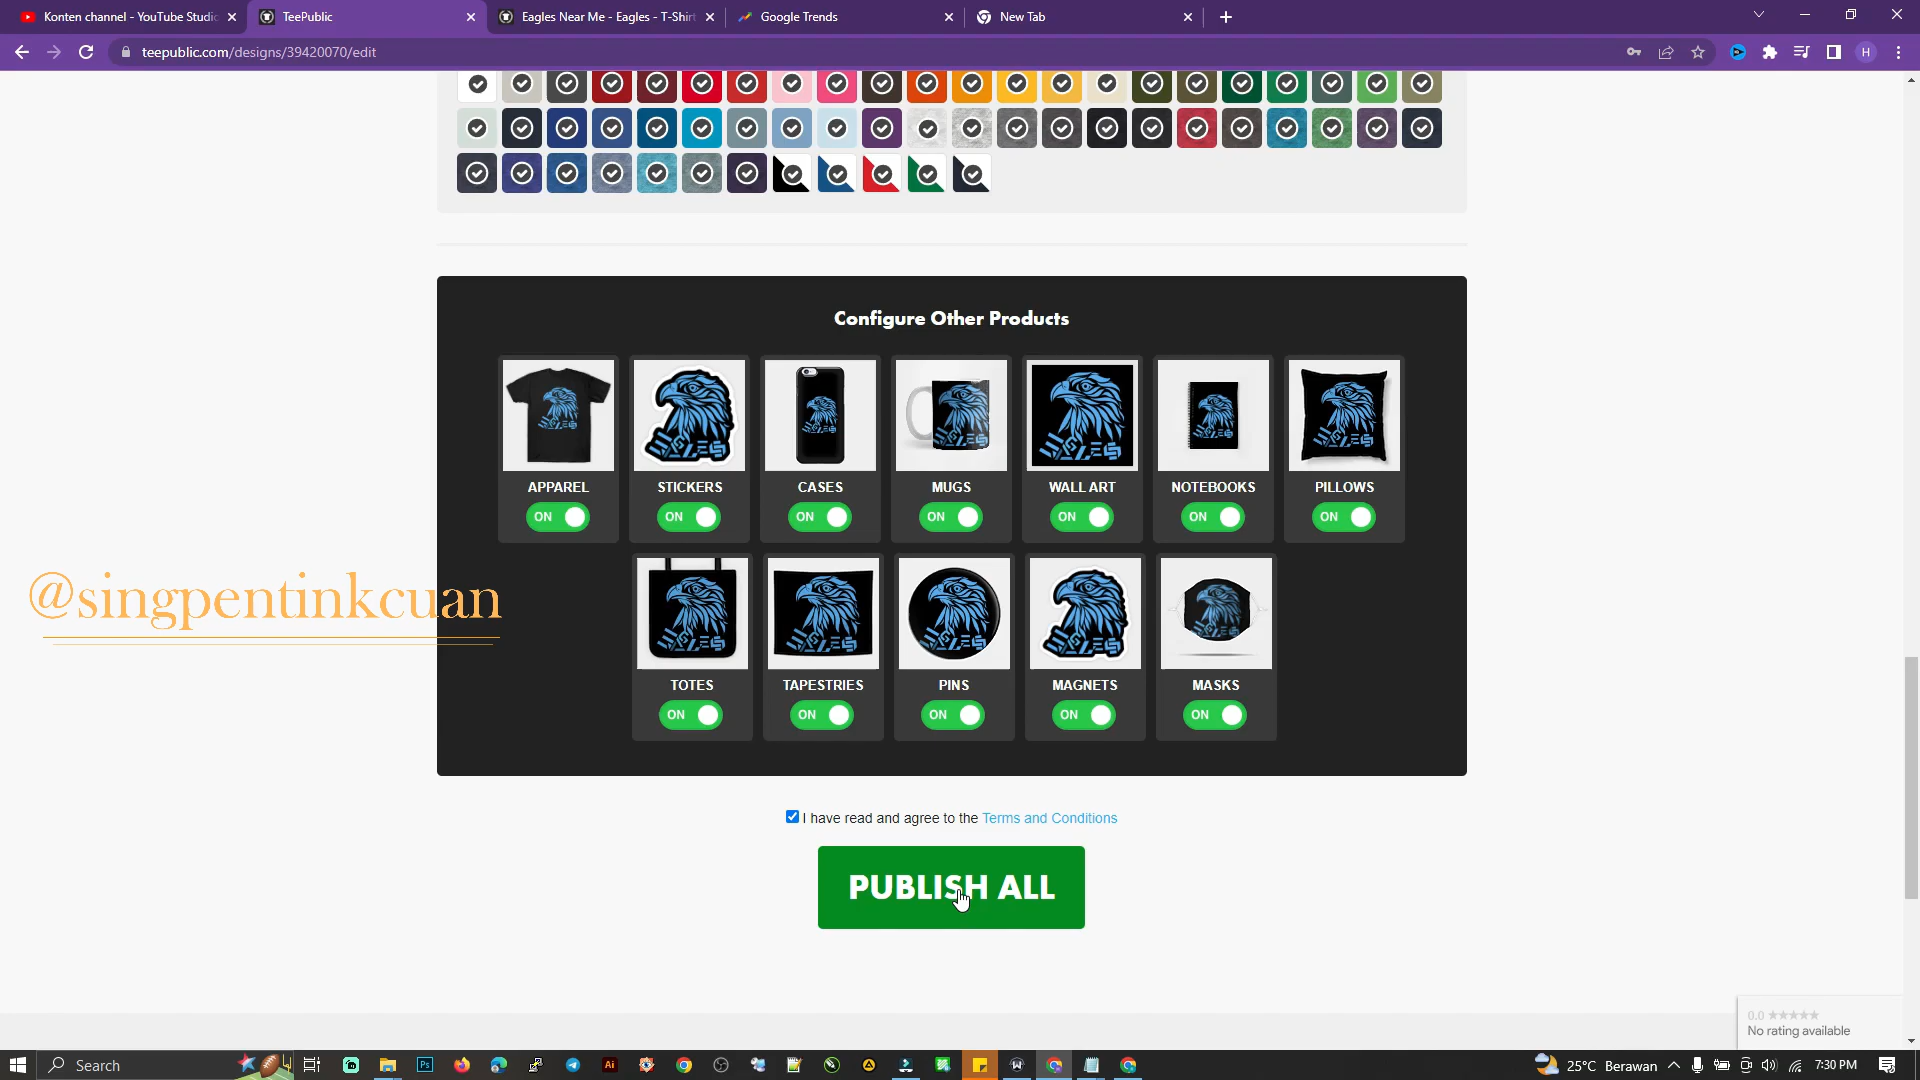 Konten channel - YouTube Studio
TeePublic
Eagles Near Me - Eagles - T-Shirt
Google Trends
New Tab
teepublic.com/designs/39420070/edit
H
Configure Other Products
APPAREL
STICKERS
CASES
MUGS
WALL ART
NOTEBOOKS
PILLOWS
ON
ON
ON
ON
ON
ON
ON
@singpentinkcuan
TOTES
TAPESTRIES
PINS
MAGNETS
MASKS
ON
ON
ON
ON
ON
I have read and agree to the Terms and Conditions
PUBLISH ALL
0.0
No rating available
Search
Ps
Ai
25°C Berawan
7:30 PM